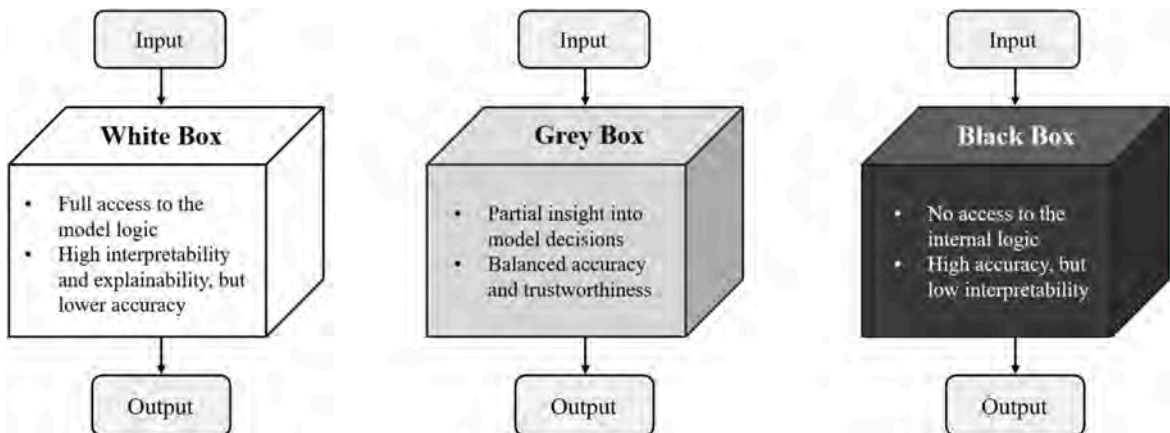 Input
White Box
• Full access to the
model logic
• High interpretability
and explainability, but
lower accuracy
Output
Input
Grey Box
• Partial insight into
model decisions
• Balanced accuracy
and trustworthiness
Output
Input
Black Box
• No access to the
internal logic
• High accuracy, but
low interpretability
Output